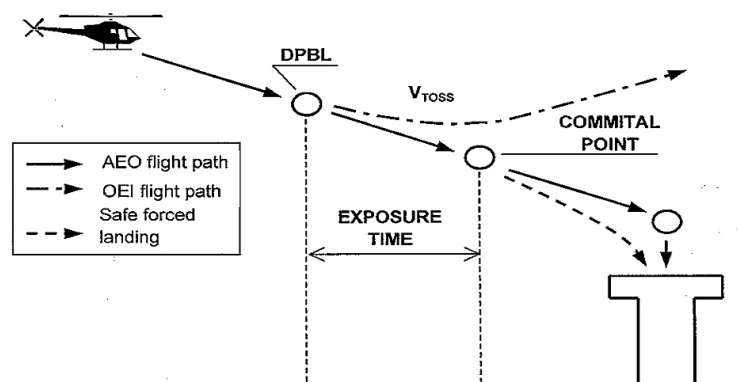 DPBL
VTOSS
COMMITAL
POINT
AEO flight path
OEI flight path
Safe forced
landing
EXPOSURE
TIME